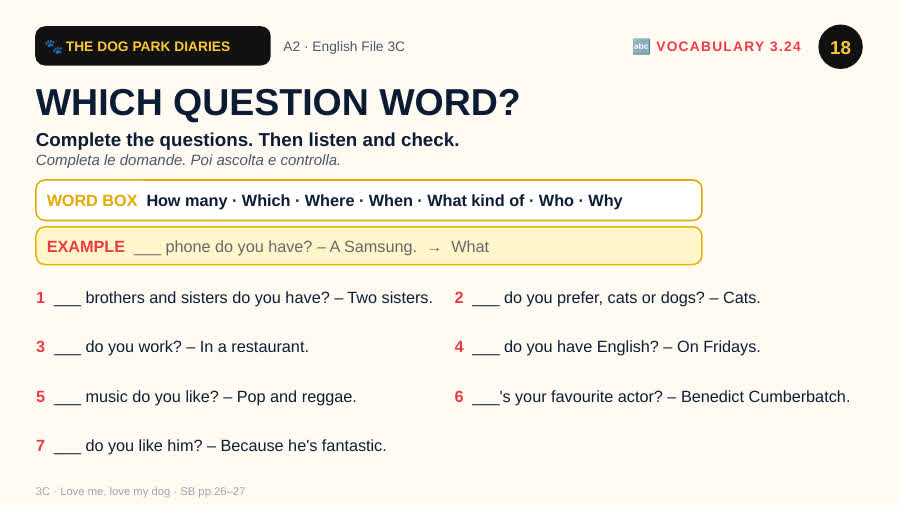 🐾 THE DOG PARK DIARIES
A2 · English File 3C
🔤 VOCABULARY 3.24
18
WHICH QUESTION WORD?
Complete the questions. Then listen and check.
Completa le domande. Poi ascolta e controlla.
WORD BOX How many · Which · Where · When · What kind of · Who · Why
EXAMPLE ___ phone do you have? – A Samsung. → What
1 ___ brothers and sisters do you have? – Two sisters.
2 ___ do you prefer, cats or dogs? – Cats.
3 ___ do you work? – In a restaurant.
4 ___ do you have English? – On Fridays.
5 ___ music do you like? – Pop and reggae.
6 ___'s your favourite actor? – Benedict Cumberbatch.
7 ___ do you like him? – Because he's fantastic.
3C · Love me, love my dog · SB pp.26–27